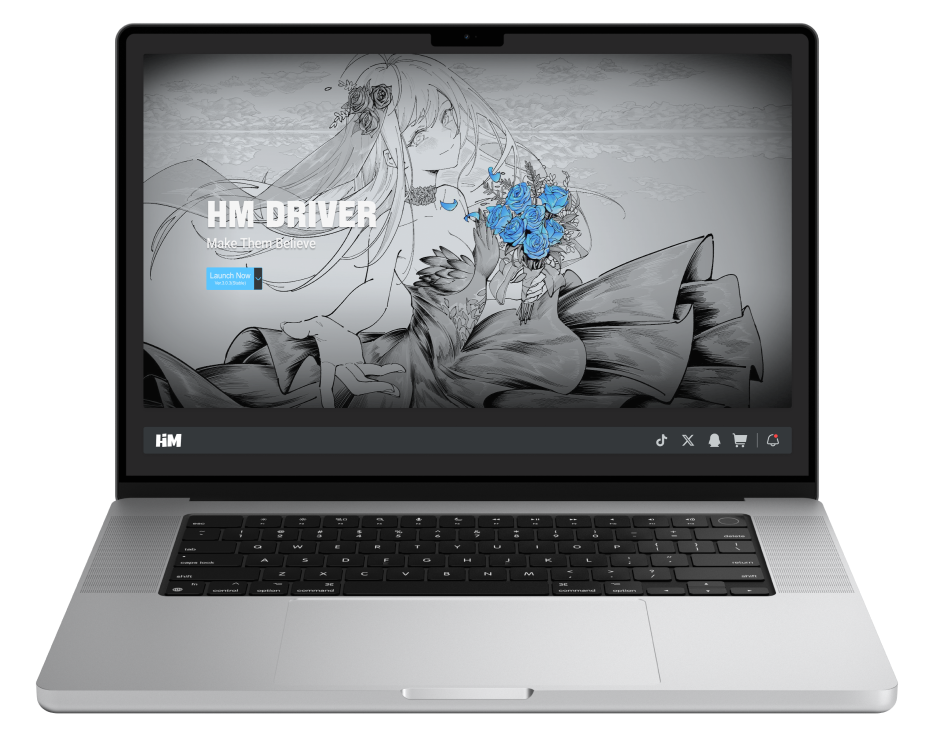 HM DRIVER
Make Them Believe
Launch Now
HM
esc
delete
tab
Q W E R T Y U I O P
caps lock
A S D F G H J K L
return
shift
Z X C V B N M
shift
fn
control
option
command
command
option